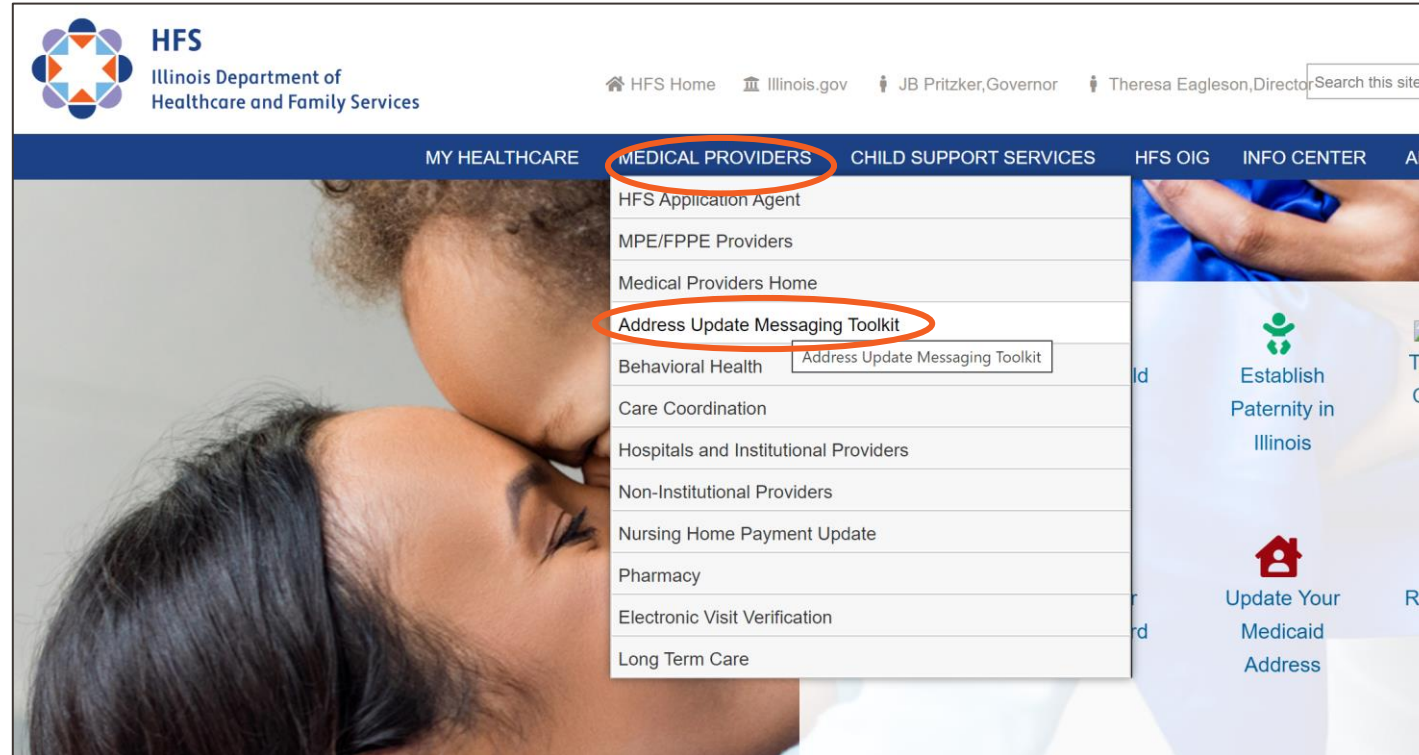 HFS
Illinois Department of
Healthcare and Family Services
HFS Home Illinois.gov JB Pritzker,Governor Theresa Eagleson,Director Search this site
MY HEALTHCARE MEDICAL PROVIDERS CHILD SUPPORT SERVICES HFS OIG INFO CENTER
HFS Application Agent
MPE/FPPE Providers
Medical Providers Home
Address Update Messaging Toolkit
Address Update Messaging Toolkit
Behavioral Health
Care Coordination
Hospitals and Institutional Providers
Non-Institutional Providers
Nursing Home Payment Update
Pharmacy
Electronic Visit Verification
Long Term Care
Establish
Paternity in
Illinois
Update Your
Medicaid
Address